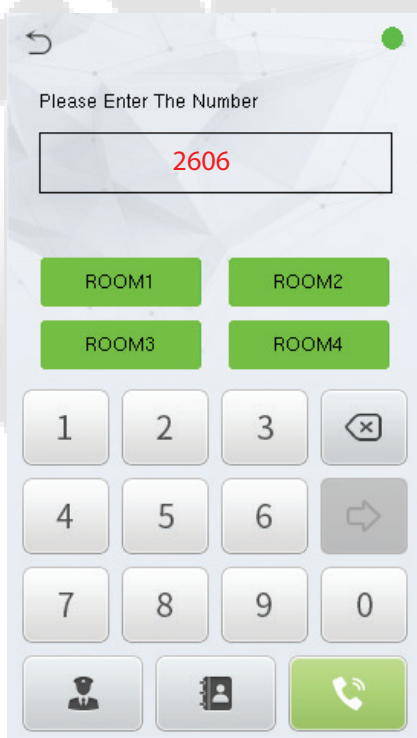 Please Enter The Number
2606
ROOM1 ROOM2
ROOM3 ROOM4
1 2 3
4 5 6
7 8 9 0